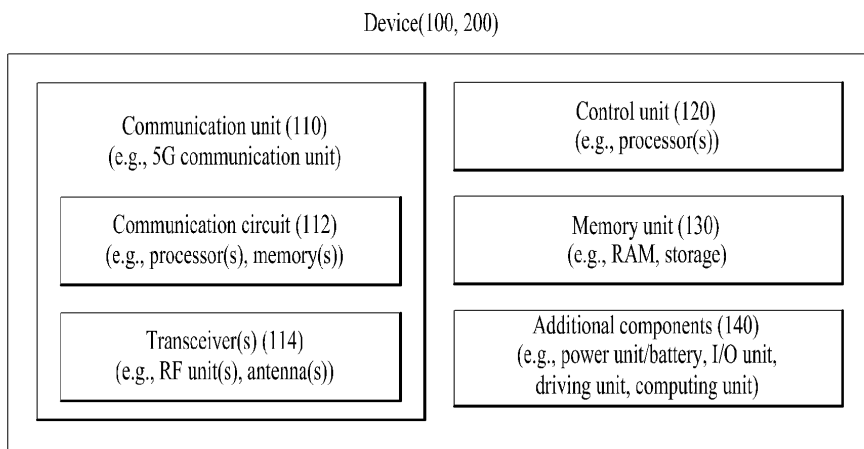 Device(100, 200)
Communication unit (110)
(e.g., 5G communication unit)
Communication circuit (112)
(e.g., processor(s), memory(s))
Transceiver(s) (114)
(e.g., RF unit(s), antenna(s))
Control unit (120)
(e.g., processor(s))
Memory unit (130)
(e.g., RAM, storage)
Additional components (140)
(e.g., power unit/battery, I/O unit,
driving unit, computing unit)